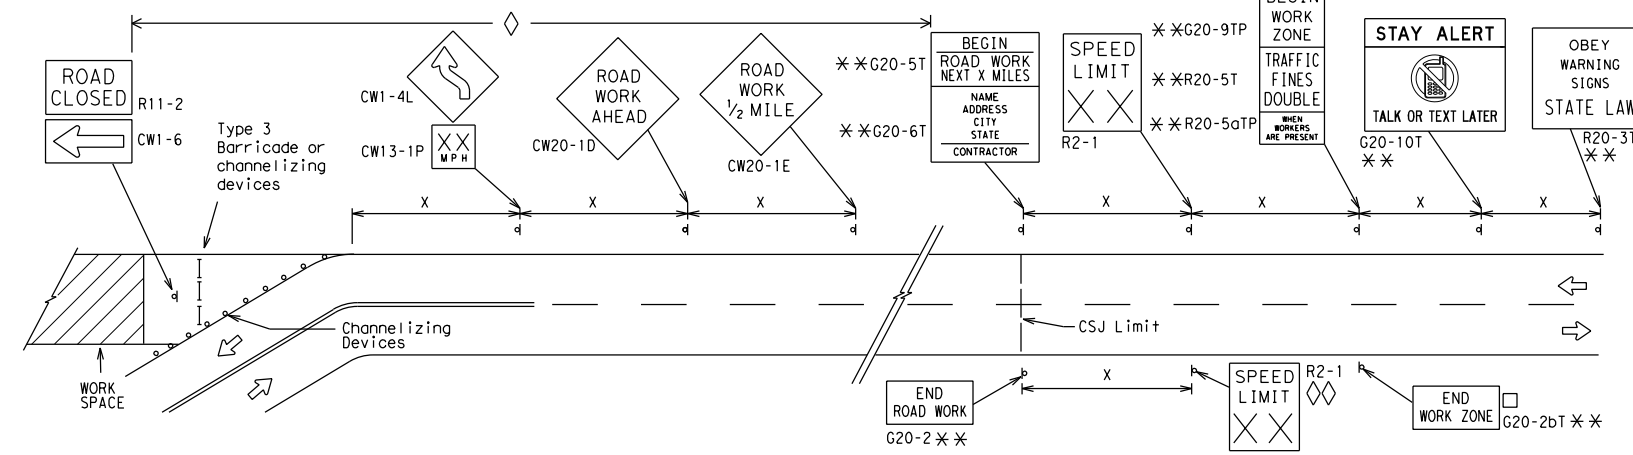 ROAD
CLOSED
R11-2
CW1-6
Type 3
Barricade or
channelizing
devices
CW1-4L
XX
MPH
CW13-1P
ROAD
WORK
AHEAD
CW20-1D
ROAD
WORK
1/2 MILE
CW20-1E
**G20-5T
**G20-6T
BEGIN
ROAD WORK
NEXT X MILES
NAME
ADDRESS
CITY
STATE
CONTRACTOR
SPEED
LIMIT
XX
R2-1
**G20-9TP
**R20-5T
**R20-5aTP
BEGIN
WORK
ZONE
TRAFFIC
FINES
DOUBLE
WHEN
WORKERS
ARE PRESENT
STAY ALERT
TALK OR TEXT LATER
G20-10T
**
OBEY
WARNING
SIGNS
STATE LAW
R20-3T
**
X
X
X
X
X
X
X
Channelizing
Devices
WORK
SPACE
CSJ Limit
X
END
ROAD WORK
G20-2**
SPEED
LIMIT
XX
R2-1
END
WORK ZONE
G20-2bT**